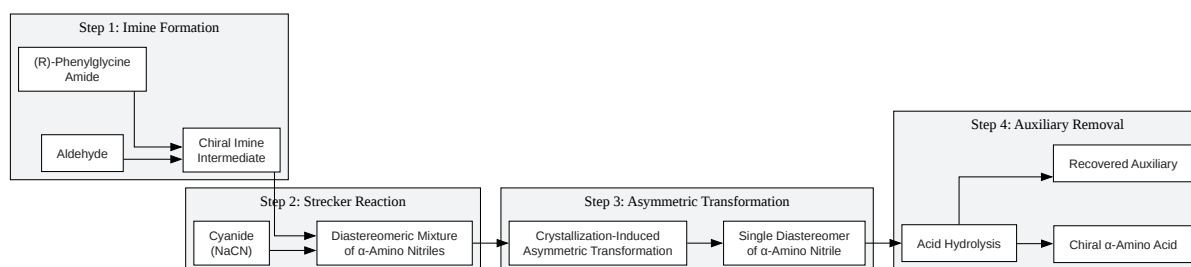 Step 1: Imine Formation
(R)-Phenylglycine
Amide
Aldehyde
Chiral Imine
Intermediate
Step 2: Strecker Reaction
Cyanide
(NaCN)
Diastereomeric Mixture
of α-Amino Nitriles
Step 3: Asymmetric Transformation
Crystallization-Induced
Asymmetric Transformation
Single Diastereomer
of α-Amino Nitrile
Step 4: Auxiliary Removal
Acid Hydrolysis
Recovered Auxiliary
Chiral α-Amino Acid